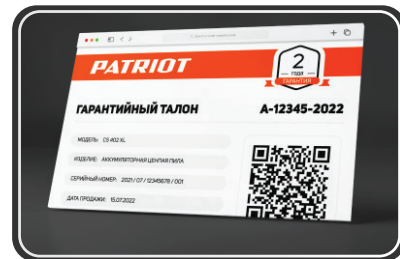 PATRIOT
2
ГОДА
ГАРАНТИЯ
ГАРАНТИЙНЫЙ ТАЛОН
A-12345-2022
МОДЕЛЬ: CS 402 XL
ИЗДЕЛИЕ: АККУМУЛЯТОРНАЯ ЦЕПНАЯ ПИЛА
СЕРИЙНЫЙ НОМЕР: 2021 / 07 / 12345678 / 001
ДАТА ПРОДАЖИ: 15.07.2022